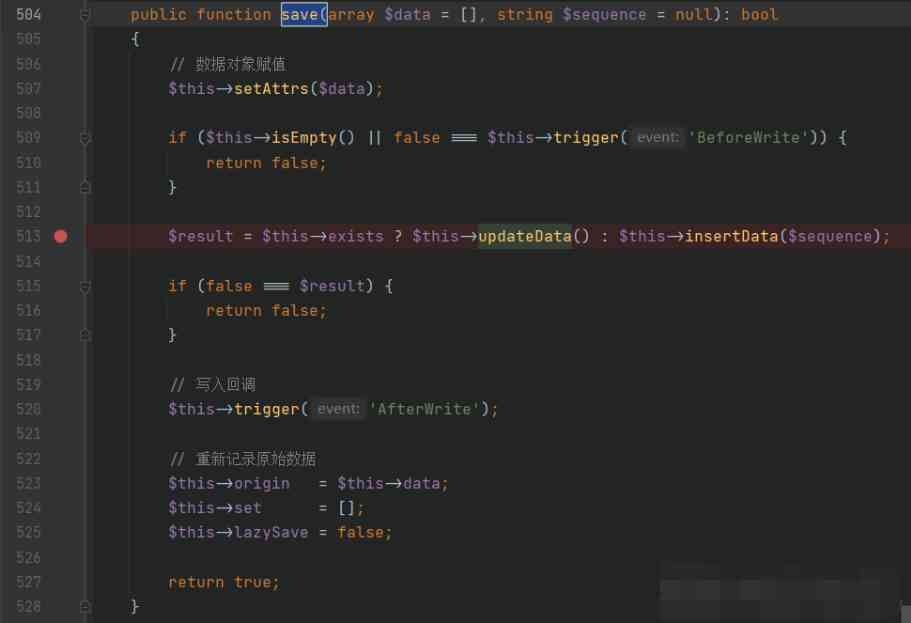 504 public function save(array $data = [], string $sequence = null): bool
505 {
506 // 数据对象赋值
507 $this->setAttrs($data);
508
509 if ($this->isEmpty() || false === $this->trigger( event: 'BeforeWrite')) {
510 return false;
511 }
512
513 $result = $this->exists ? $this->updateData() : $this->insertData($sequence);
514
515 if (false === $result) {
516 return false;
517 }
518
519 // 写入回调
520 $this->trigger( event: 'AfterWrite');
521
522 // 重新记录原始数据
523 $this->origin = $this->data;
524 $this->set = [];
525 $this->lazySave = false;
526
527 return true;
528 }